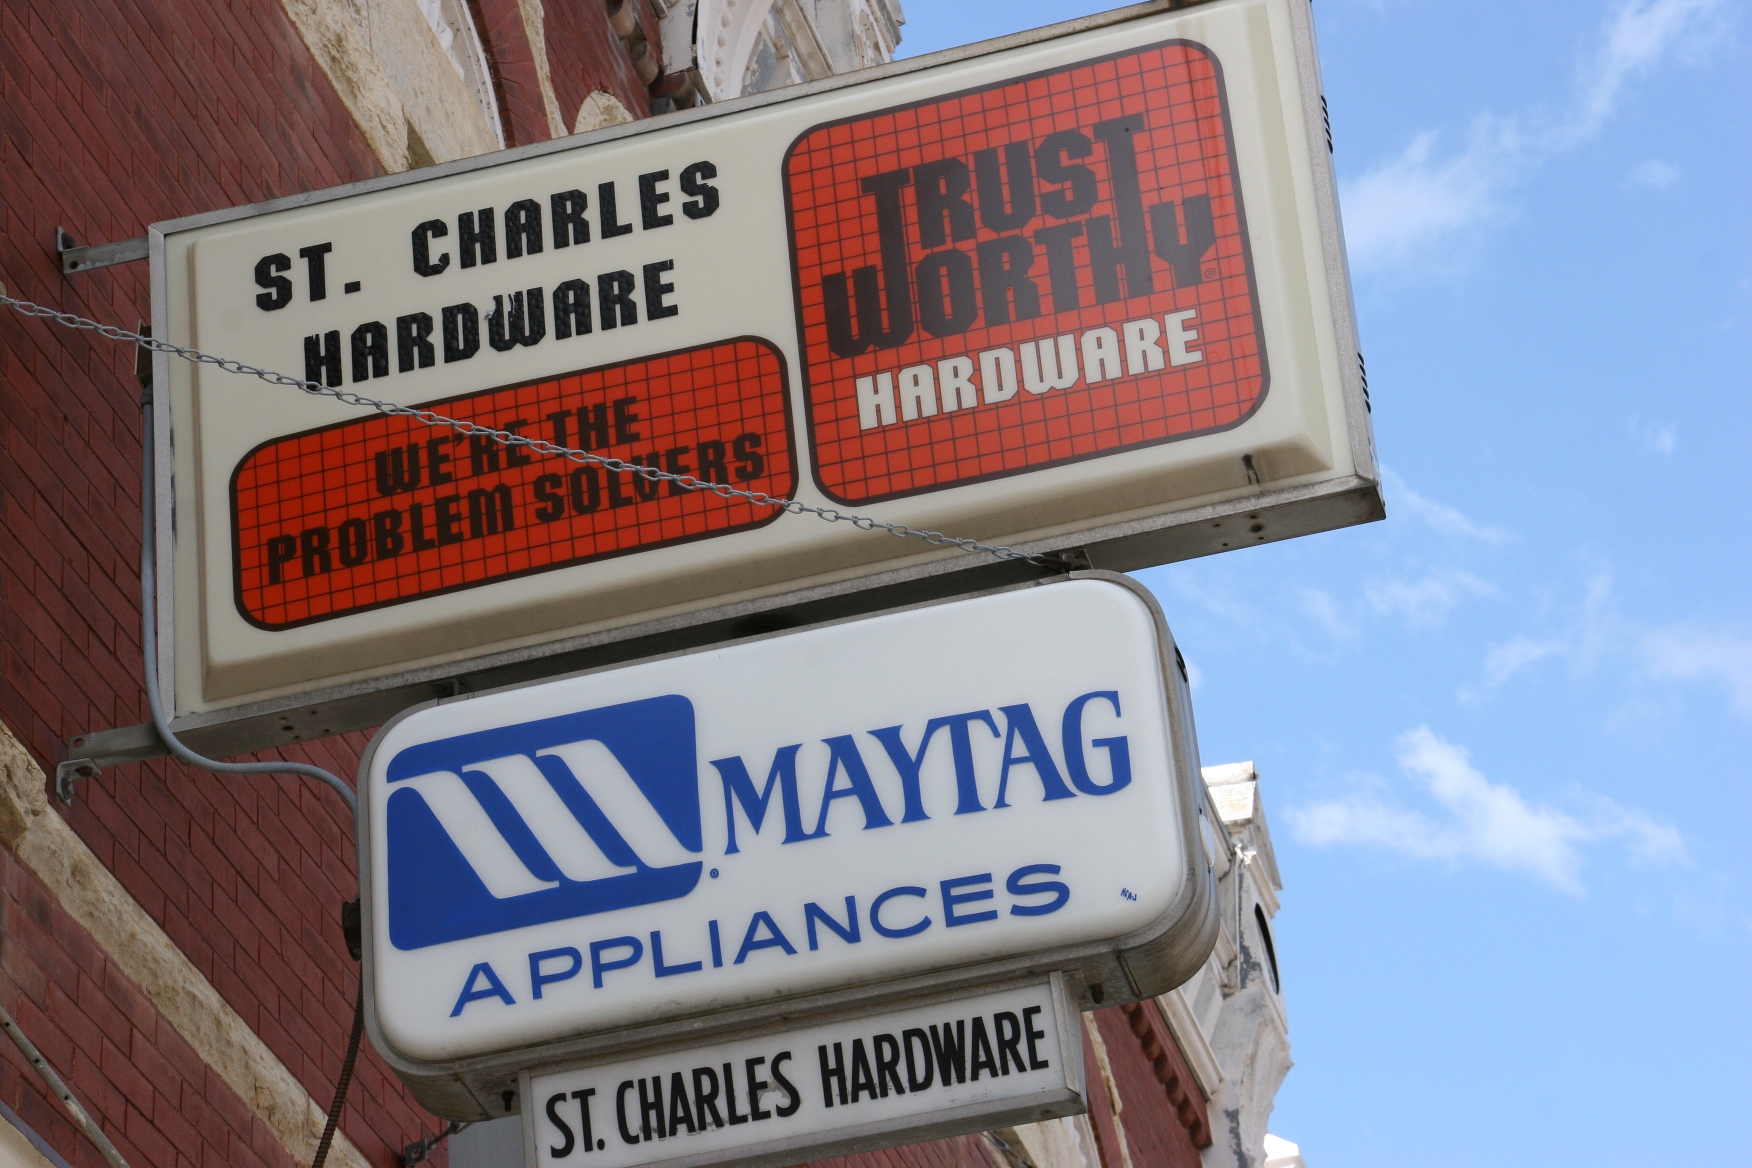 ST. CHARLES
HARDWARE
WE'RE THE
PROBLEM SOLVERS
TRUST
WORTHY®
HARDWARE
MAYTAG
APPLIANCES
ST. CHARLES HARDWARE